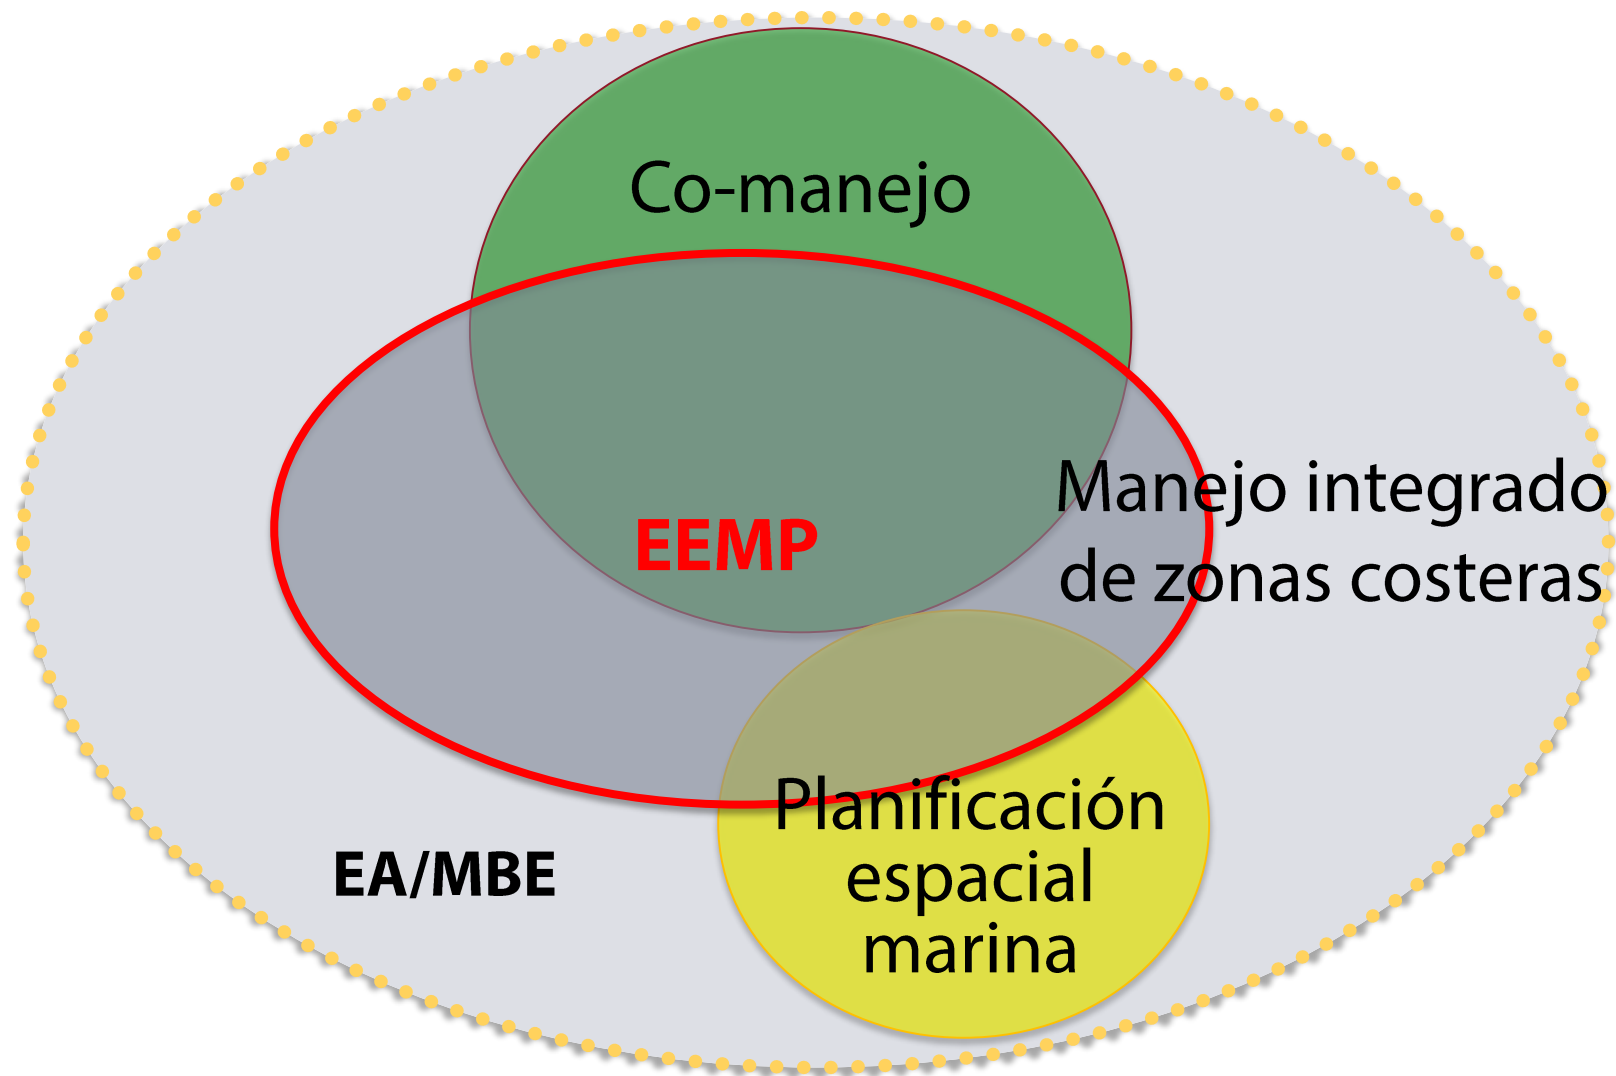 Co-manejo
Manejo integrado
de zonas costeras
EEMP
Planificación
espacial
marina
EA/MBE